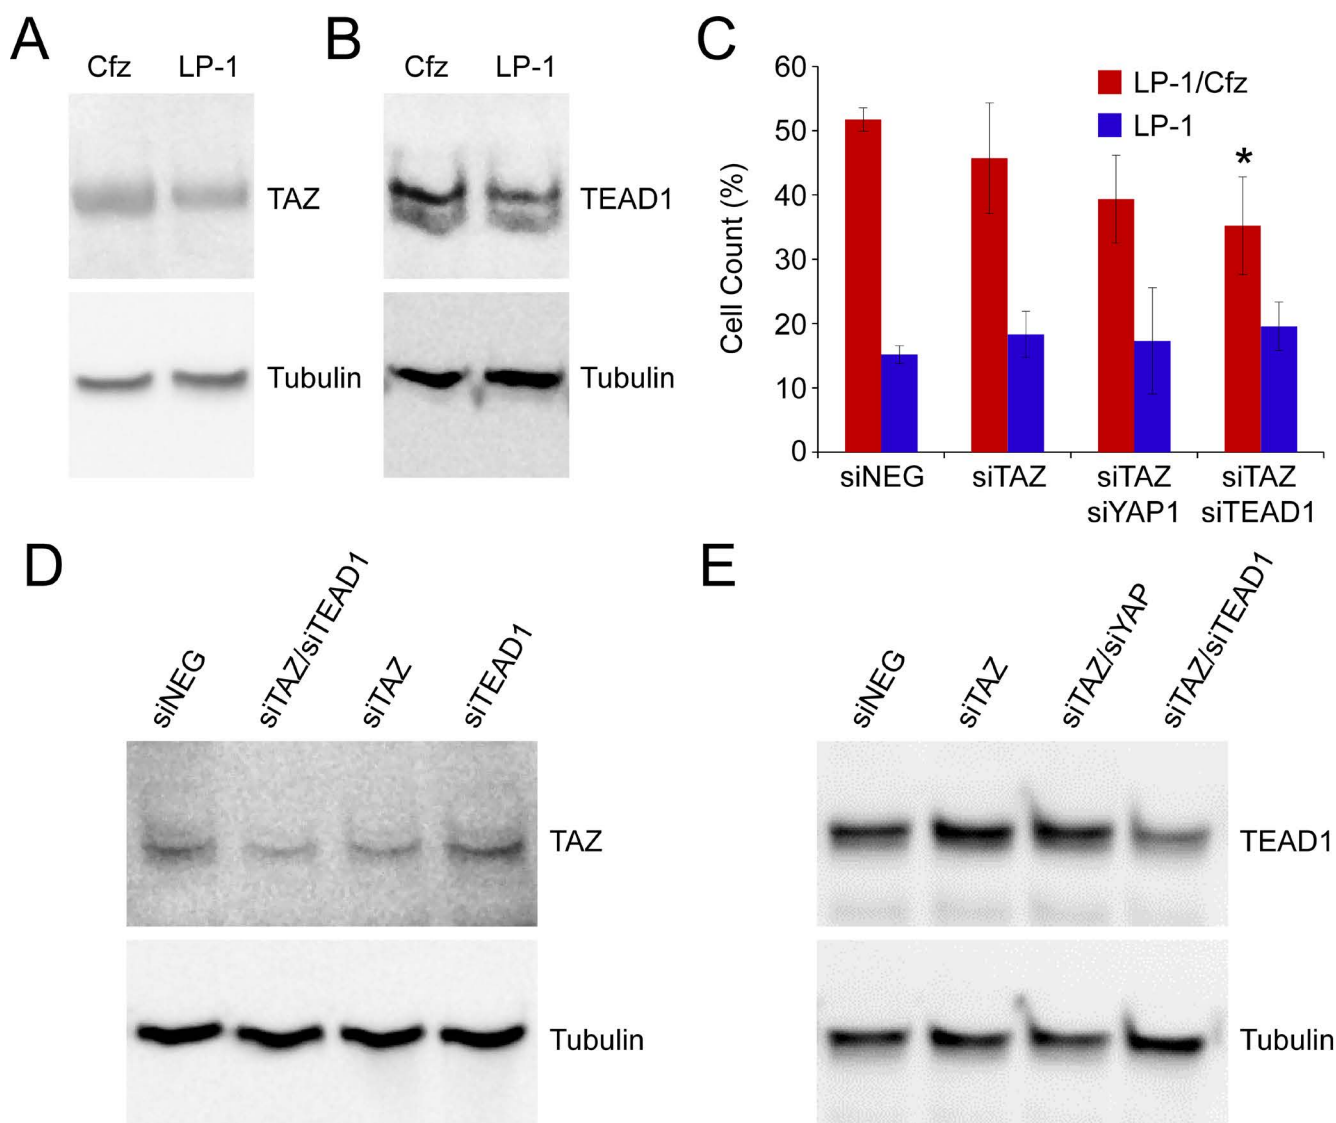 A
Cfz LP-1
TAZ
Tubulin
B
Cfz LP-1
TEAD1
Tubulin
C
60
50
40
30
20
10
0
Cell Count (%)
LP-1/Cfz
LP-1
*
siNEG
siTAZ
siTAZ
siYAP1
siTAZ
siTEAD1
D
siNEG
siTAZ/siTEAD1
siTAZ
siTEAD1
TAZ
Tubulin
E
siNEG
siTAZ
siTAZ/siYAP
siTAZ/siTEAD1
TEAD1
Tubulin